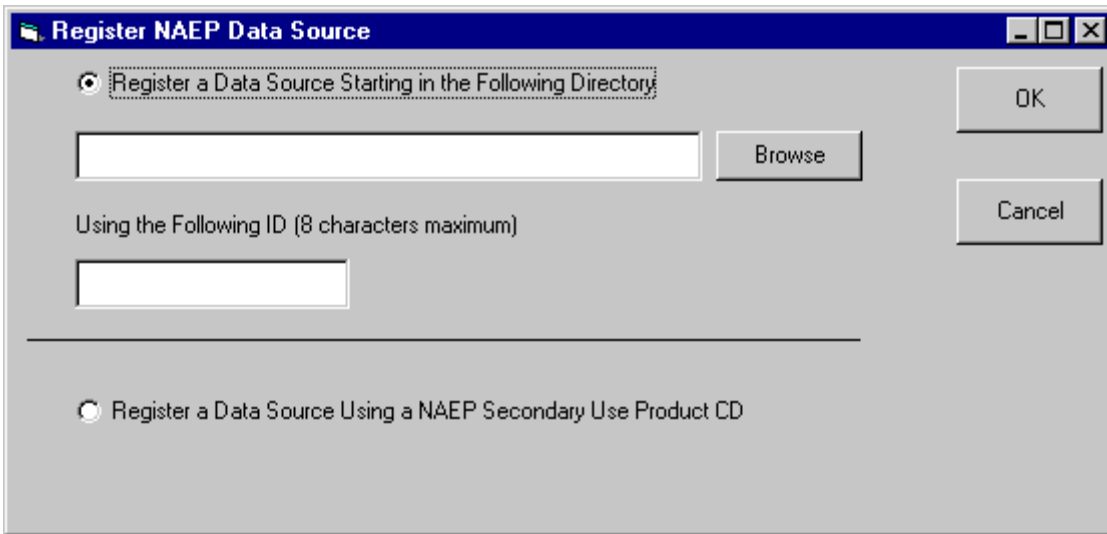 Register NAEP Data Source
Register a Data Source Starting in the Following Directory
OK
Browse
Using the Following ID (8 characters maximum)
Cancel
Register a Data Source Using a NAEP Secondary Use Product CD